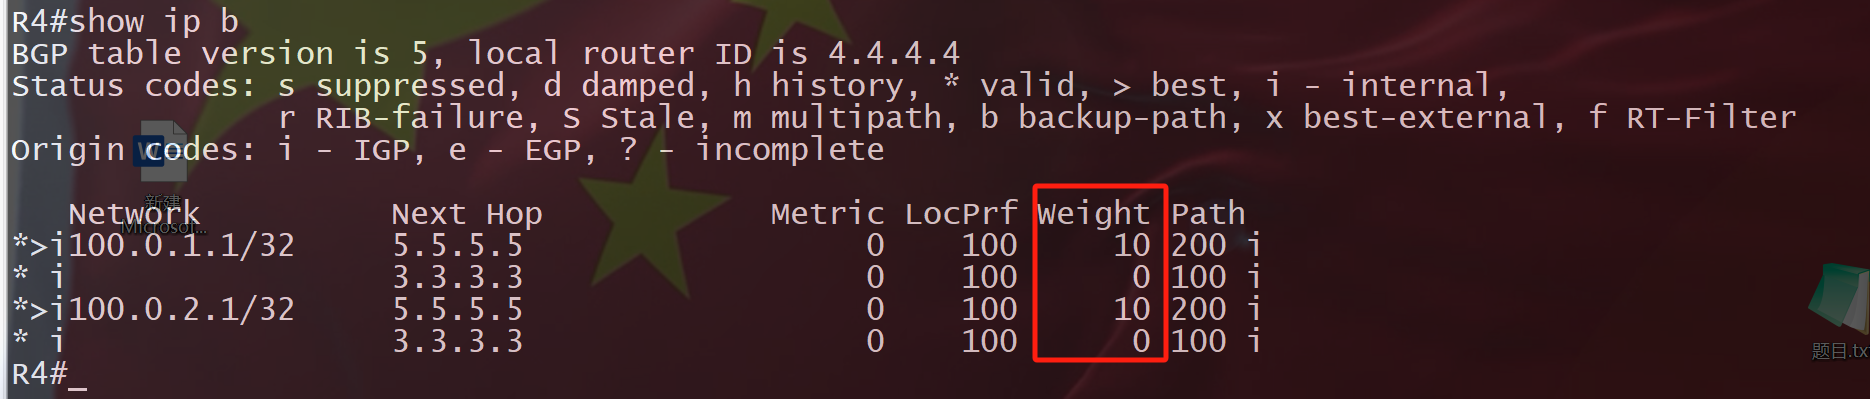 R4#show ip b
BGP table version is 5, local router ID is 4.4.4.4
Status codes: s suppressed, d damped, h history, * valid, > best, i - internal,
              r RIB-failure, S Stale, m multipath, b backup-path, x best-external, f RT-Filter
Origin codes: i - IGP, e - EGP, ? - incomplete
新建
Microsof...
   Network          Next Hop            Metric LocPrf Weight Path
*>i100.0.1.1/32     5.5.5.5                  0    100     10 200 i
* i                 3.3.3.3                  0    100      0 100 i
*>i100.0.2.1/32     5.5.5.5                  0    100     10 200 i
* i                 3.3.3.3                  0    100      0 100 i
题目.tx
R4#_